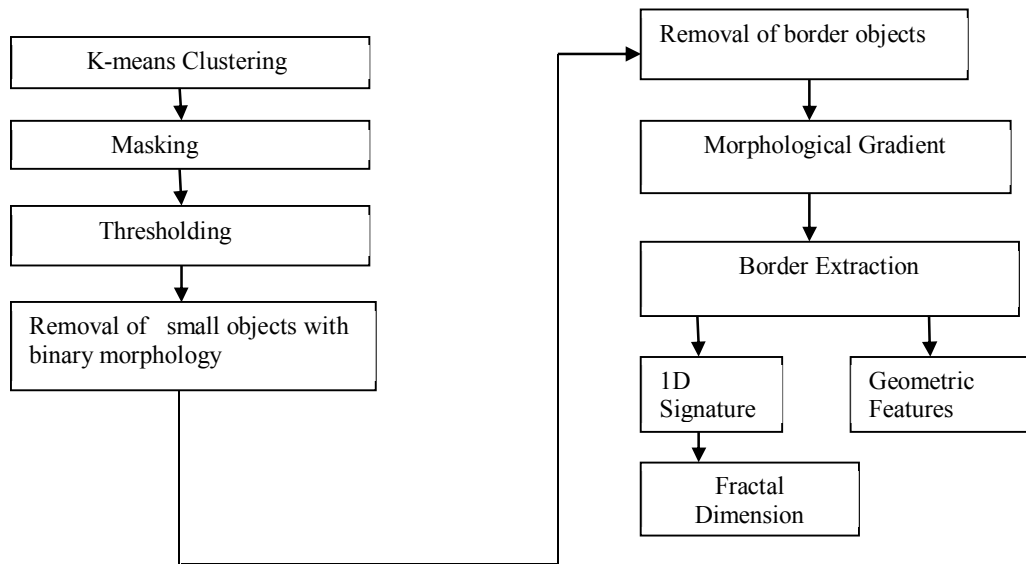 K-means Clustering
Masking
Thresholding
Removal of small objects with
binary morphology
Removal of border objects
Morphological Gradient
Border Extraction
1D
Signature
Geometric
Features
Fractal
Dimension